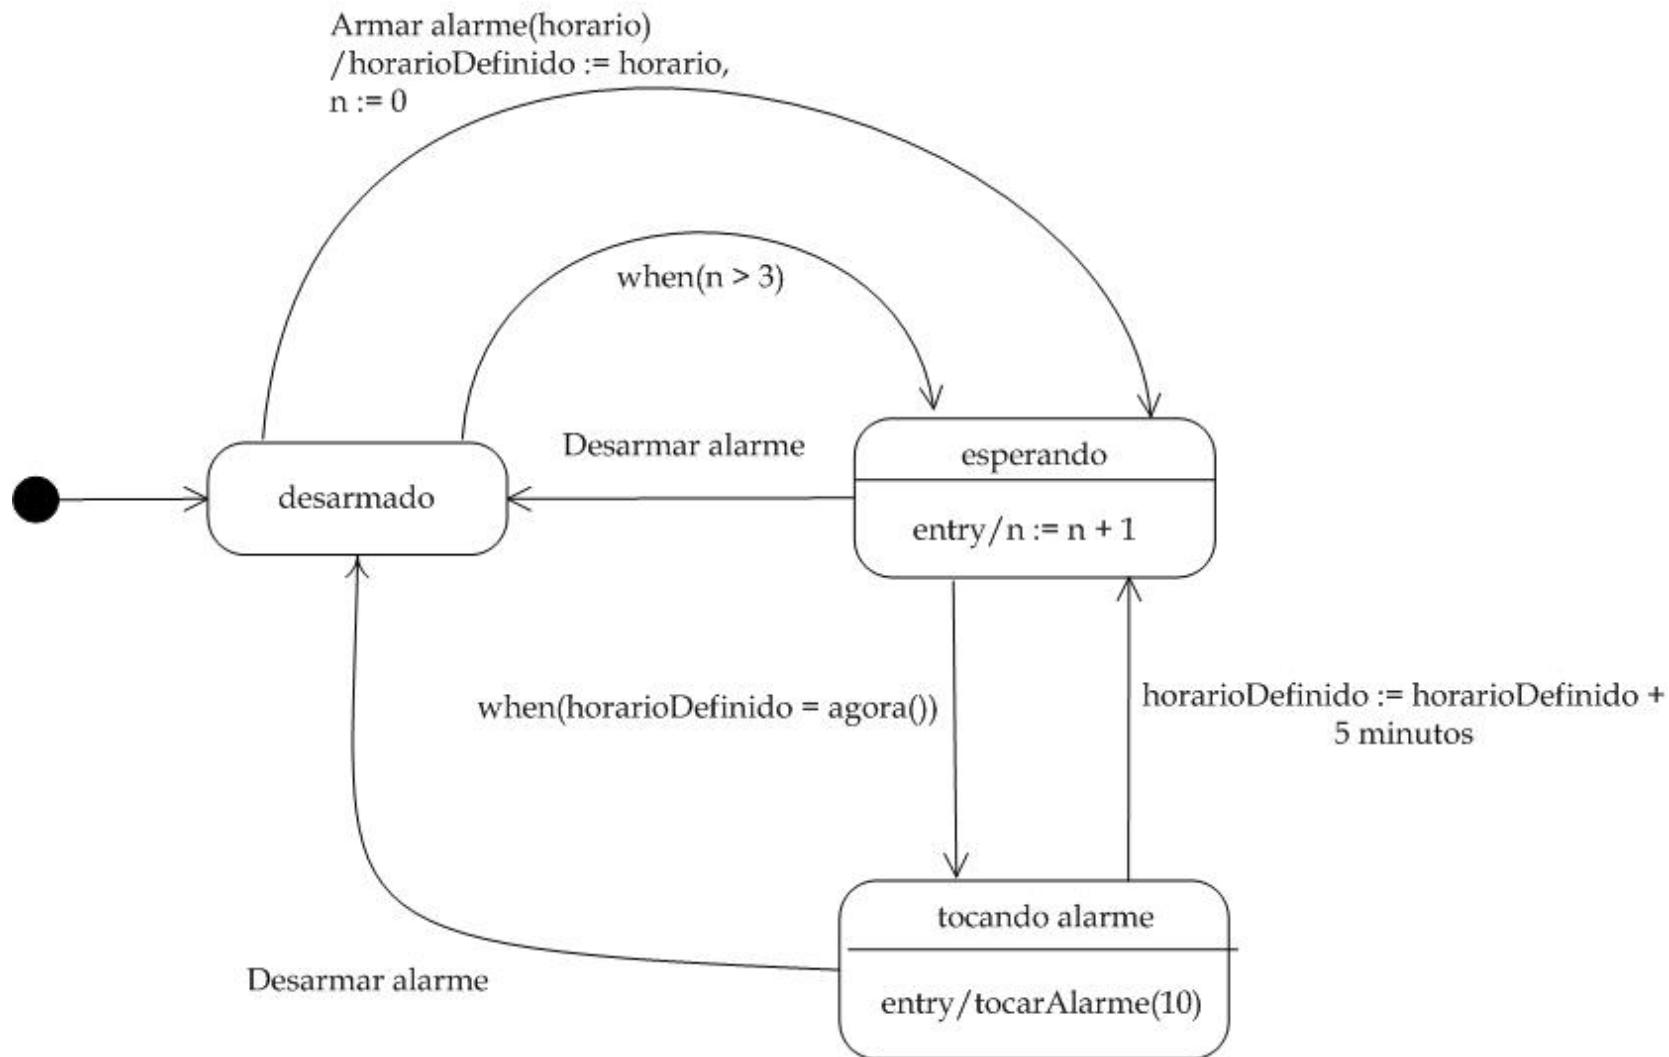 Armar alarme(horario)
/horarioDefinido := horario,
n := 0
when(n > 3)
Desarmar alarme
esperando
desarmado
entry/n := n + 1
when(horarioDefinido = agora())
horarioDefinido := horarioDefinido +
5 minutos
tocando alarme
Desarmar alarme
entry/tocarAlarme(10)